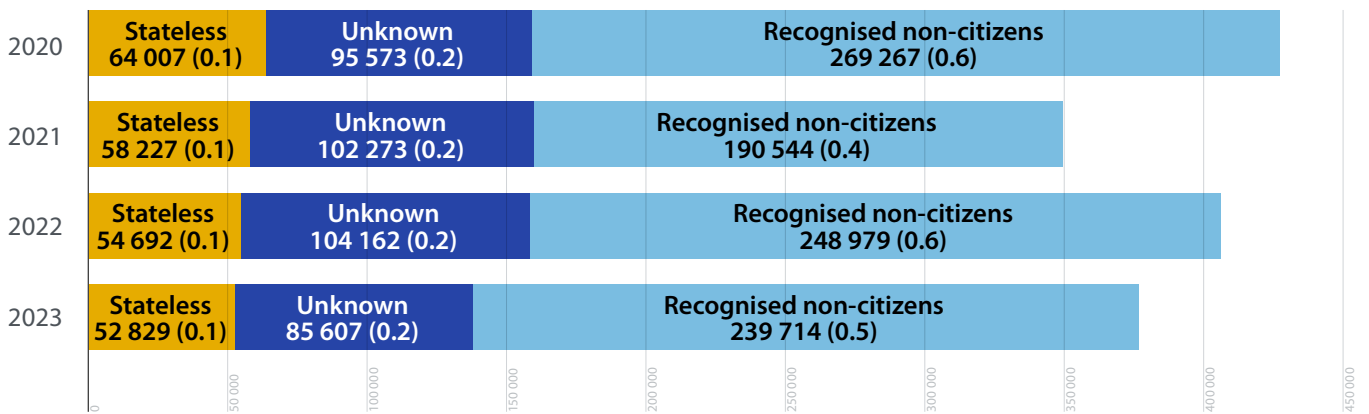 2020
Stateless
64 007 (0.1)
Unknown
95 573 (0.2)
Recognised non-citizens
269 267 (0.6)
2021
Stateless
58 227 (0.1)
Unknown
102 273 (0.2)
Recognised non-citizens
190 544 (0.4)
2022
Stateless
54 692 (0.1)
Unknown
104 162 (0.2)
Recognised non-citizens
248 979 (0.6)
2023
Stateless
52 829 (0.1)
Unknown
85 607 (0.2)
Recognised non-citizens
239 714 (0.5)
0
50 000
100 000
150 000
200 000
250 000
300 000
350 000
400 000
450 000